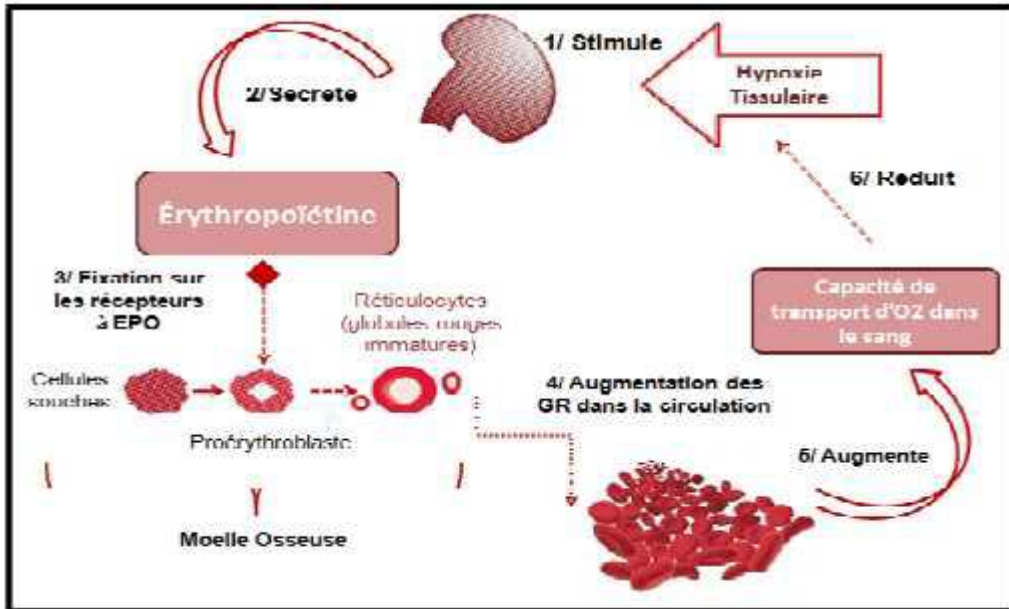 1/ Stimule
Hypoxie
Tissulaire
2/ Secrete
6/ Reduit
Érythropoïétine
3/ Fixation sur
les récepteurs
à EPO
Réticulocytes
(globules rouges
immatures)
Capacité de
transport d'O2 dans
le sang
Cellules
souches
4/ Augmentation des
GR dans la circulation
Proérythroblaste
5/ Augmente
Moelle Osseuse